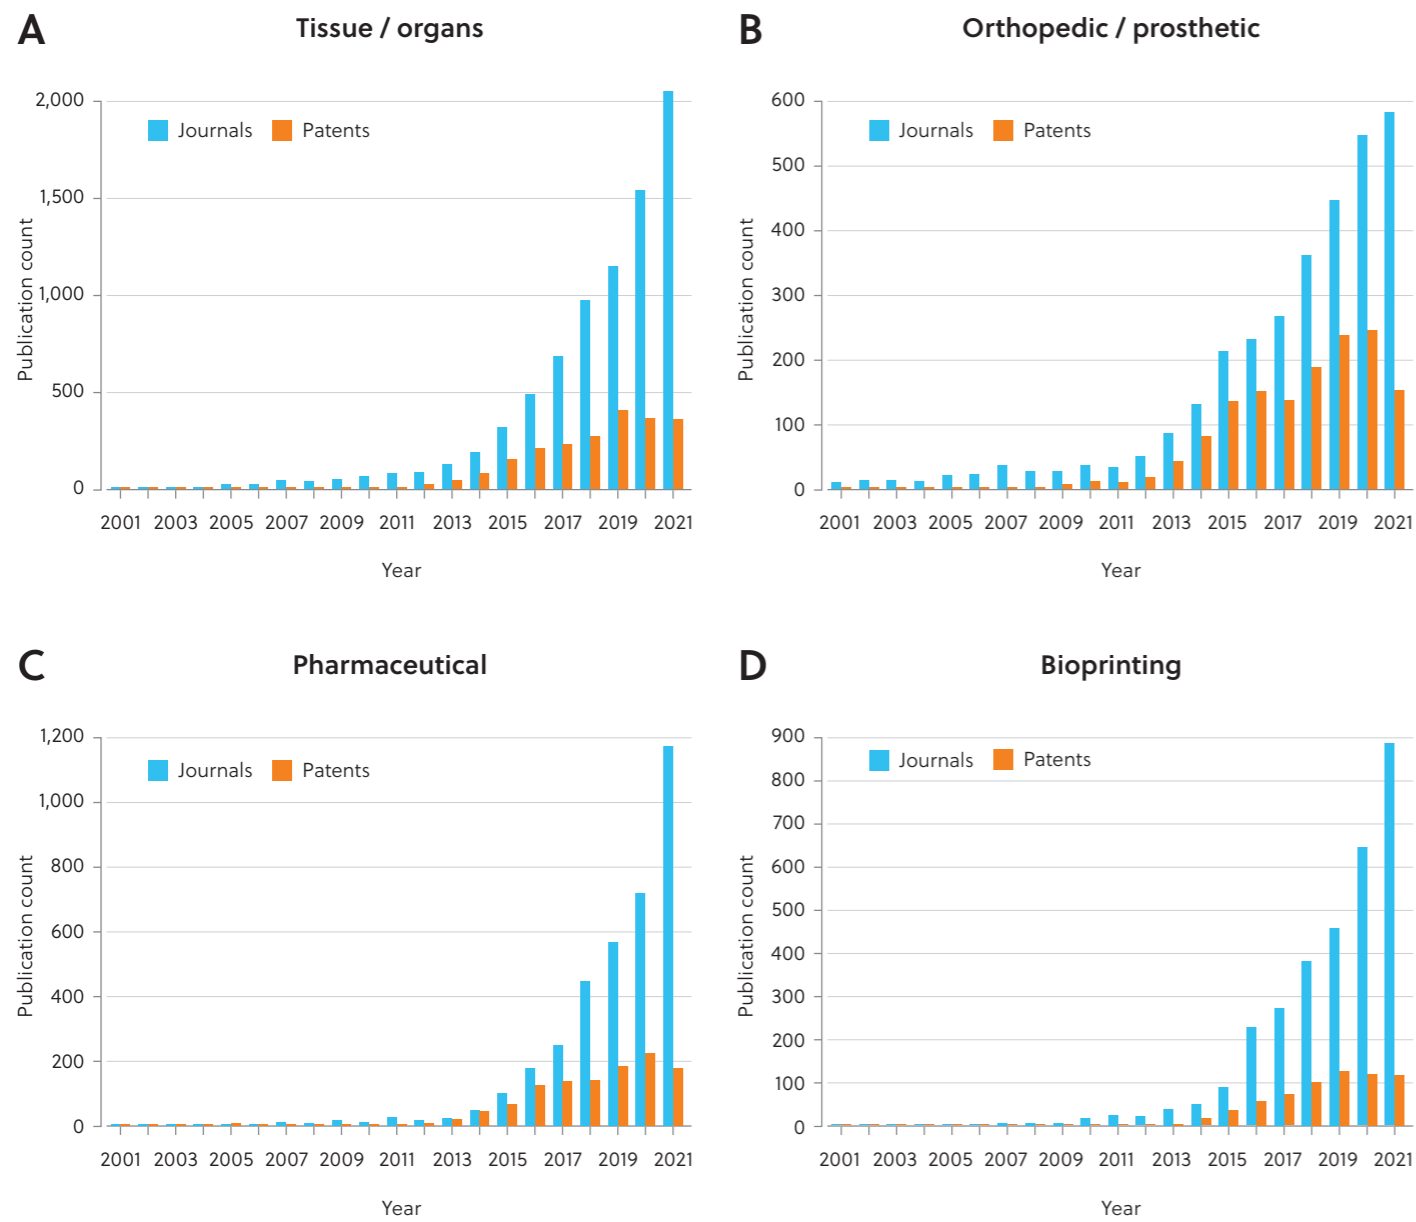 A
Tissue / organs
Journals
Patents
Publication count
2,000
1,500
1,000
500
0
2001 2003 2005 2007 2009 2011 2013 2015 2017 2019 2021
Year
B
Orthopedic / prosthetic
Journals
Patents
Publication count
600
500
400
300
200
100
0
2001 2003 2005 2007 2009 2011 2013 2015 2017 2019 2021
Year
C
Pharmaceutical
Journals
Patents
Publication count
1,200
1,000
800
600
400
200
0
2001 2003 2005 2007 2009 2011 2013 2015 2017 2019 2021
Year
D
Bioprinting
Journals
Patents
Publication count
900
800
700
600
500
400
300
200
100
0
2001 2003 2005 2007 2009 2011 2013 2015 2017 2019 2021
Year